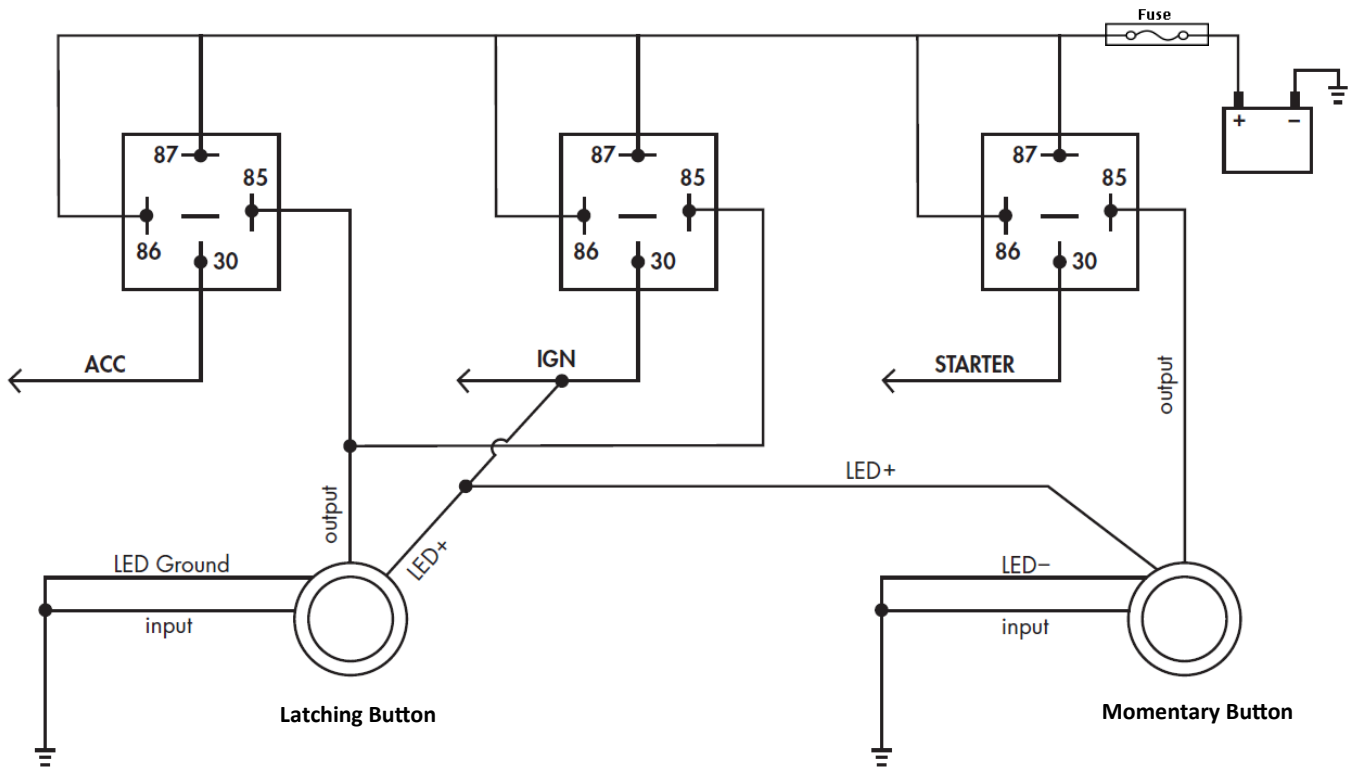 Fuse
+ −
87
85
86
30
87
85
86
30
87
85
86
30
ACC
IGN
STARTER
output
output
LED+
LED+
LED Ground
input
LED−
input
Latching Button
Momentary Button